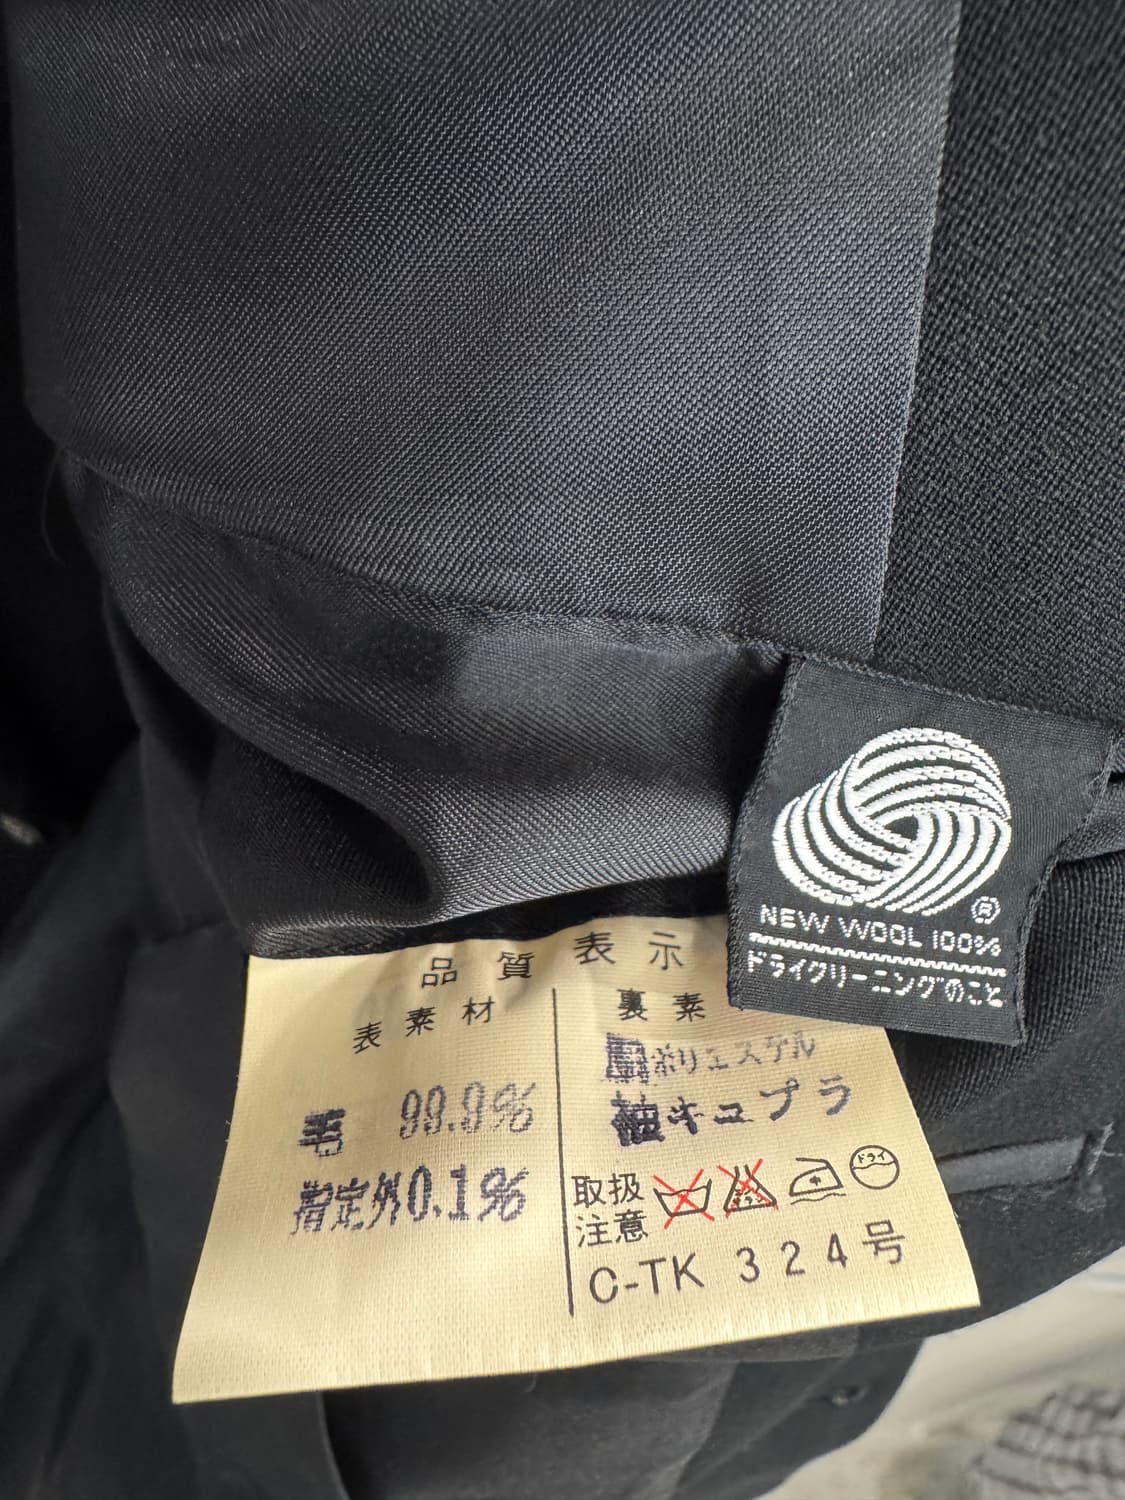 NEW WOOL 100%
ドライクリーニングのこと
品質表示
表素材
毛 99.9%
指定外0.1%
裏素
胴ポリエステル
袖キュプラ
取扱
注意
ドライ
C-TK 324号